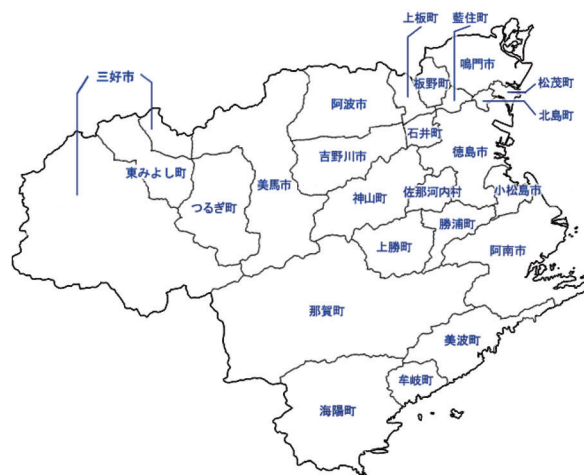 上板町
藍住町
鳴門市
三好市
板野町
松茂町
阿波市
北島町
石井町
吉野川市
徳島市
東みよし町
美馬市
佐那河内村
小松島市
つるぎ町
神山町
勝浦町
上勝町
阿南市
那賀町
美波町
牟岐町
海陽町